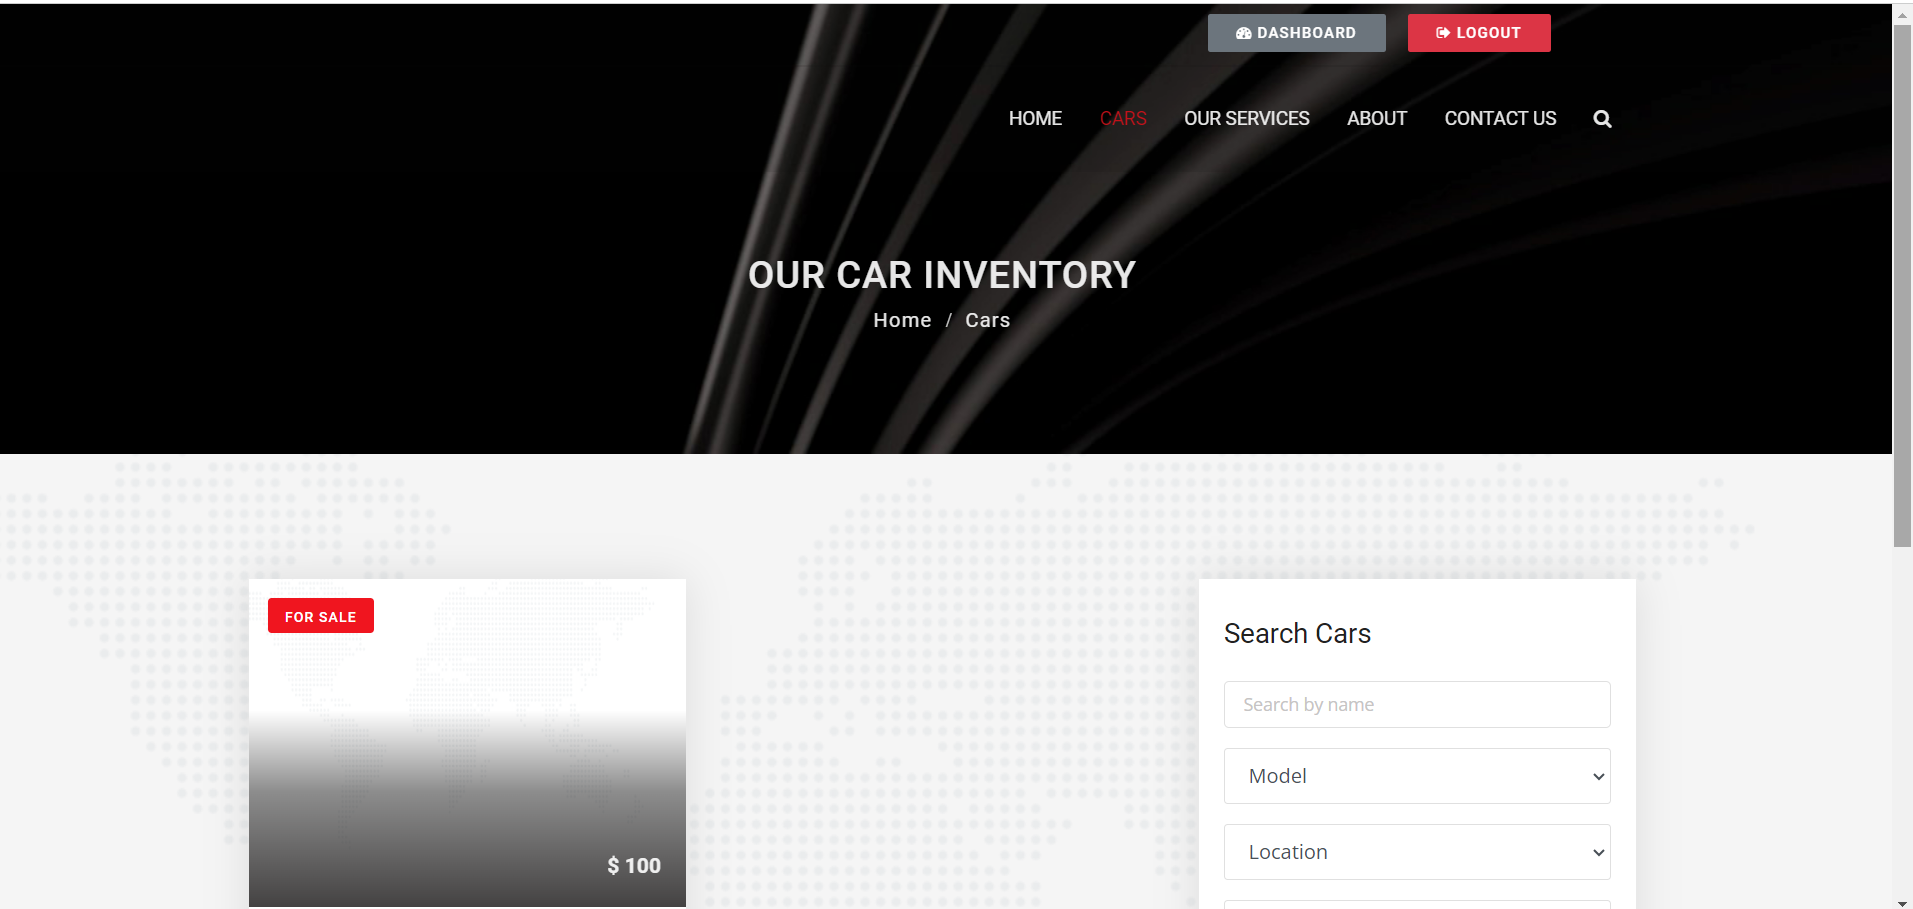 DASHBOARD
LOGOUT
HOME
CARS
OUR SERVICES
ABOUT
CONTACT US
OUR CAR INVENTORY
Home / Cars
FOR SALE
$ 100
Search Cars
Search by name
Model
Location